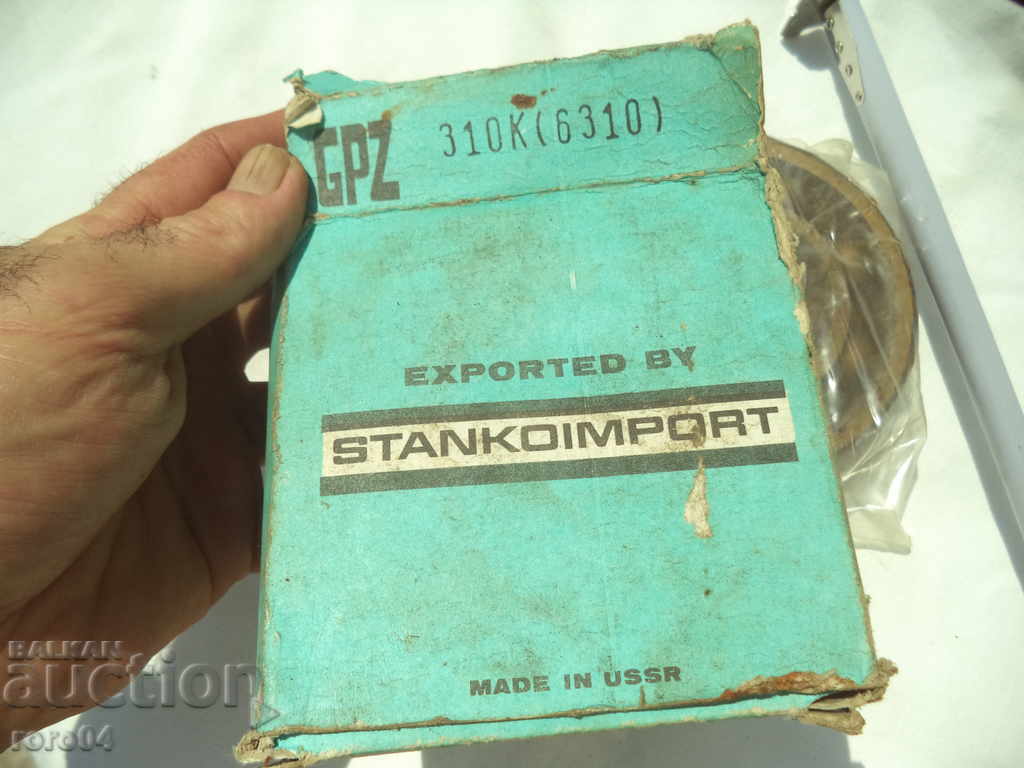 GPZ 310K(6310)
EXPORTED BY
STANKOIMPORT
MADE IN USSR
BALKAN
auction
roro04